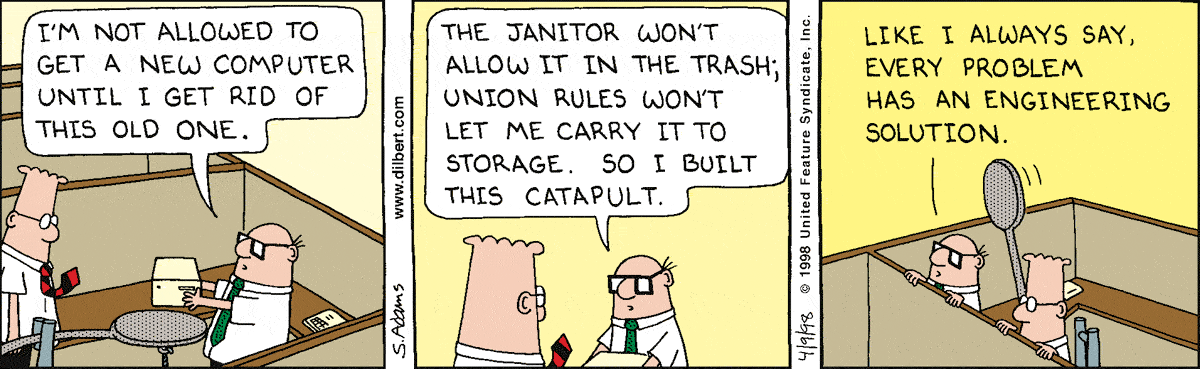 I'M NOT ALLOWED TO
GET A NEW COMPUTER
UNTIL I GET RID OF
THIS OLD ONE.
S. Adams
www.dilbert.com
THE JANITOR WON'T
ALLOW IT IN THE TRASH;
UNION RULES WON'T
LET ME CARRY IT TO
STORAGE. SO I BUILT
THIS CATAPULT.
4/9/98 © 1998 United Feature Syndicate, Inc.
LIKE I ALWAYS SAY,
EVERY PROBLEM
HAS AN ENGINEERING
SOLUTION.